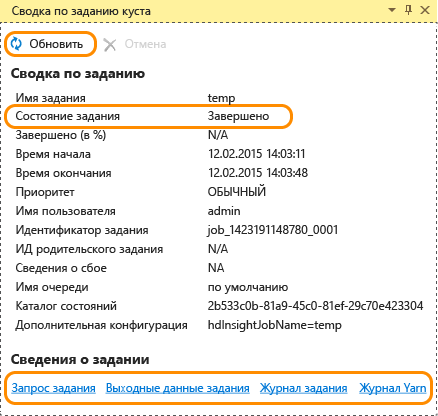 Сводка по заданию куста
Обновить Отмена
Сводка по заданию
Имя задания temp
Состояние задания Завершено
Завершено (в %) N/A
Время начала 12.02.2015 14:03:11
Время окончания 12.02.2015 14:03:48
Приоритет ОБЫЧНЫЙ
Имя пользователя admin
Идентификатор задания job_1423191148780_0001
ИД родительского задания N/A
Сведения о сбое NA
Имя очереди по умолчанию
Каталог состояний 2b533c0b-81a9-45c0-81ef-29c70e423304
Дополнительная конфигурация hdInsightJobName=temp
Сведения о задании
Запрос задания Выходные данные задания Журнал задания Журнал Yarn